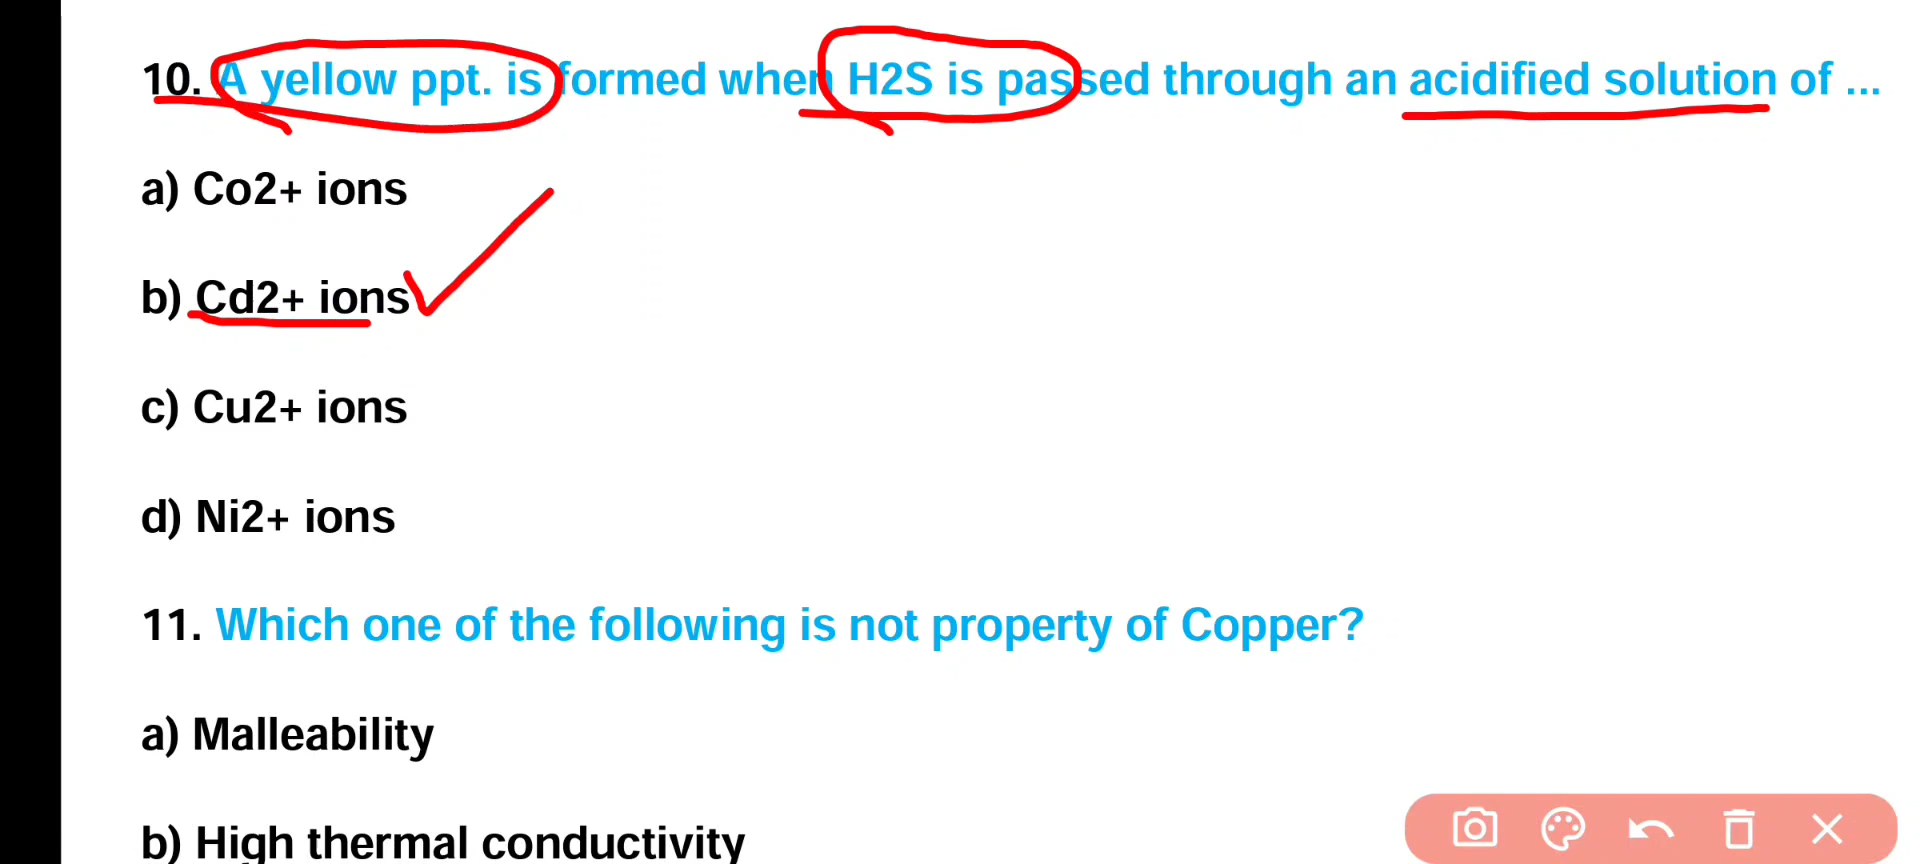 10. A yellow ppt. is formed when H2S is passed through an acidified solution of ...
a) Co2+ ions
b) Cd2+ ions
c) Cu2+ ions
d) Ni2+ ions
11. Which one of the following is not property of Copper?
a) Malleability
b) High thermal conductivity